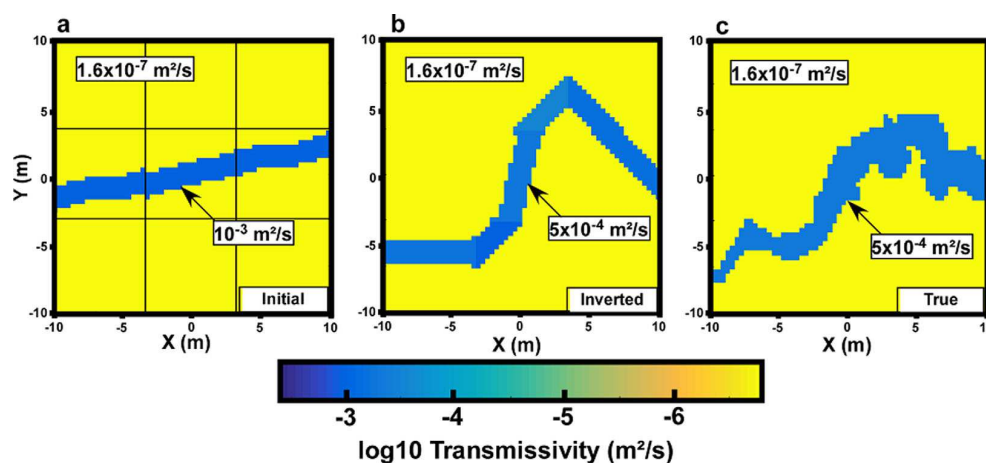 a
b
c
10
5
0
-5
-10
Y (m)
1.6x10⁻⁷ m²/s
10⁻³ m²/s
Initial
-10 -5 0 5 10
X (m)
10
5
0
-5
-10
1.6x10⁻⁷ m²/s
5x10⁻⁴ m²/s
Inverted
-10 -5 0 5 10
X (m)
10
5
0
-5
-10
1.6x10⁻⁷ m²/s
5x10⁻⁴ m²/s
True
-10 -5 0 5 1
X (m)
-3 -4 -5 -6
log10 Transmissivity (m²/s)